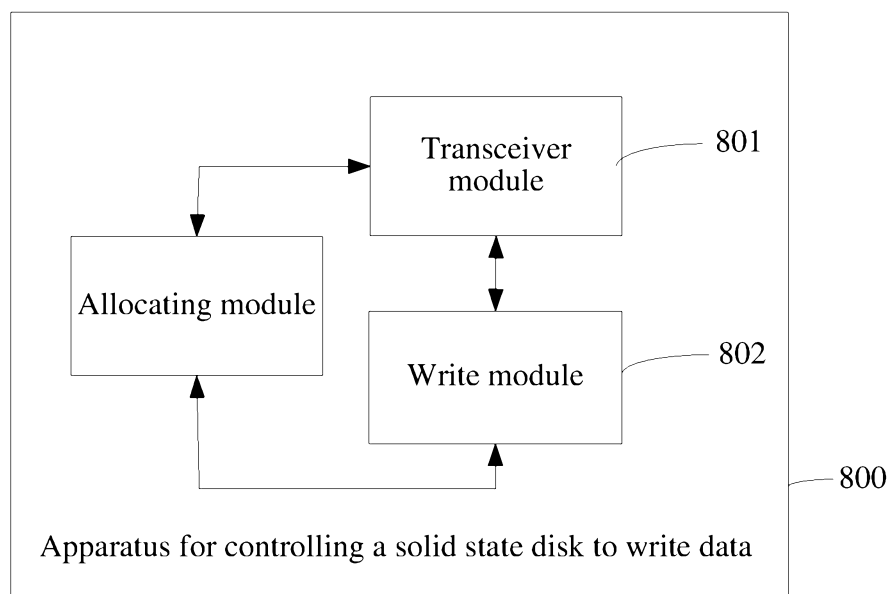 Transceiver
module
801
Allocating module
Write module
802
800
Apparatus for controlling a solid state disk to write data